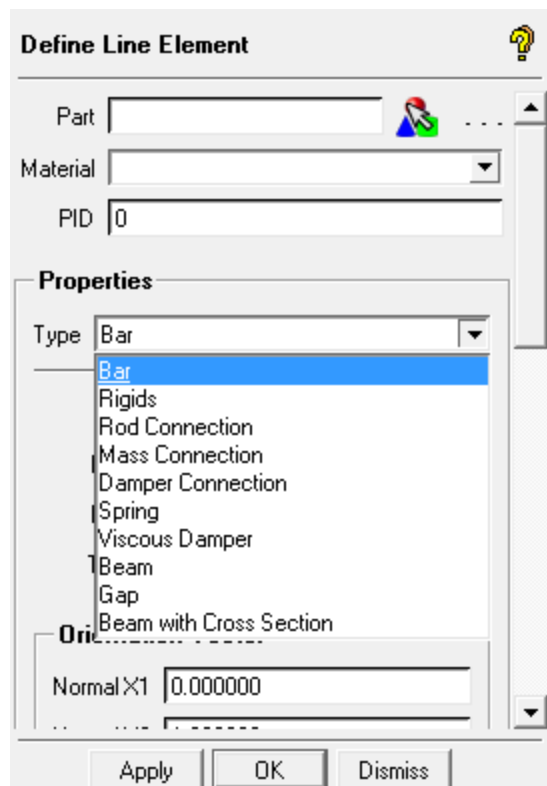 Define Line Element
Part
. . .
Material
PID 0
Properties
Type Bar
Bar
Rigids
Rod Connection
Mass Connection
Damper Connection
Spring
Viscous Damper
Beam
Gap
Beam with Cross Section
Normal X1 0.000000
Apply OK Dismiss